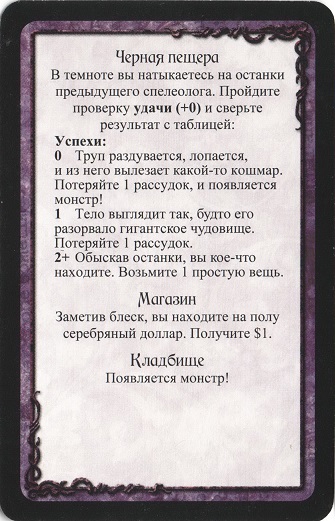 Черная пещера
В темноте вы натыкаетесь на останки
предыдущего спелеолога. Пройдите
проверку удачи (+0) и сверьте
результат с таблицей:
Успехи:
0 Труп раздувается, лопается,
и из него вылезает какой-то кошмар.
Потеряйте 1 рассудок, и появляется
монстр!
1 Тело выглядит так, будто его
разорвало гигантское чудовище.
Потеряйте 1 рассудок.
2+ Обыскав останки, вы кое-что
находите. Возьмите 1 простую вещь.
Магазин
Заметив блеск, вы находите на полу
серебряный доллар. Получите $1.
Кладбище
Появляется монстр!